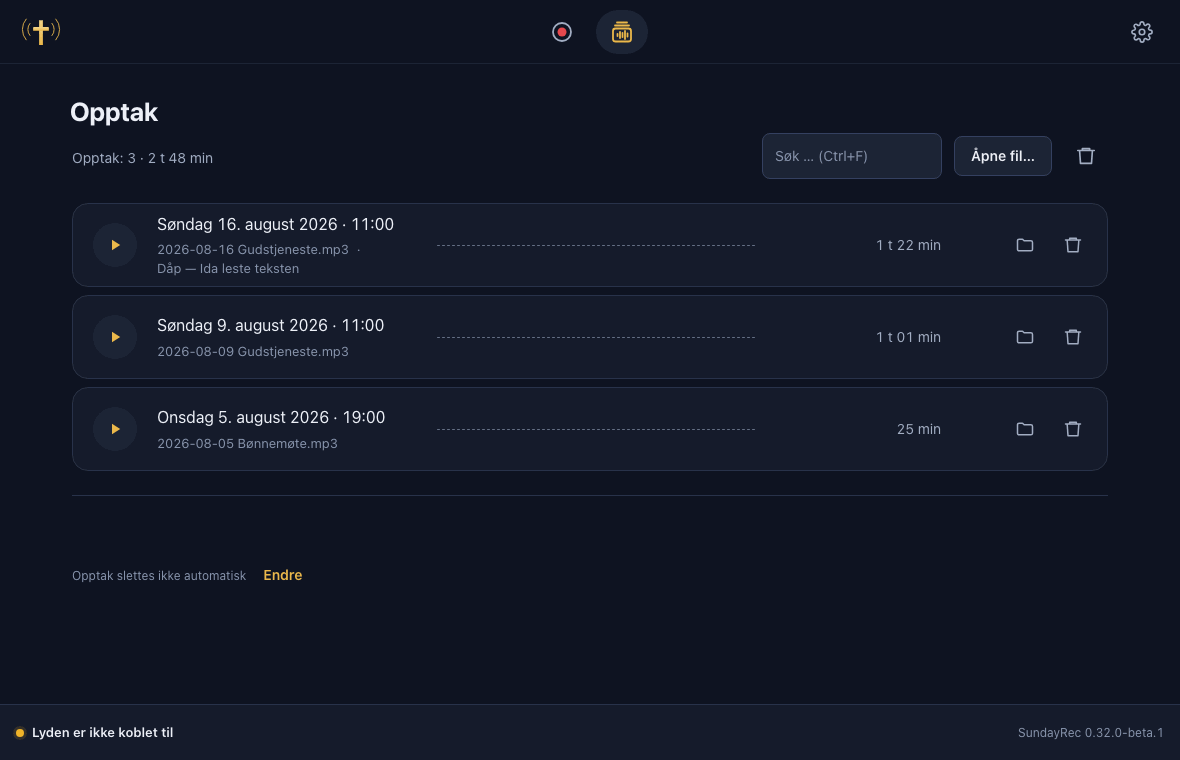 Opptak
Opptak: 3 · 2 t 48 min
Søk ... (Ctrl+F)
Åpne fil...
Søndag 16. august 2026 · 11:00
2026-08-16 Gudstjeneste.mp3 ·
Dåp — Ida leste teksten
1 t 22 min
Søndag 9. august 2026 · 11:00
2026-08-09 Gudstjeneste.mp3
1 t 01 min
Onsdag 5. august 2026 · 19:00
2026-08-05 Bønnemøte.mp3
25 min
Opptak slettes ikke automatisk
Endre
Lyden er ikke koblet til
SundayRec 0.32.0-beta.1